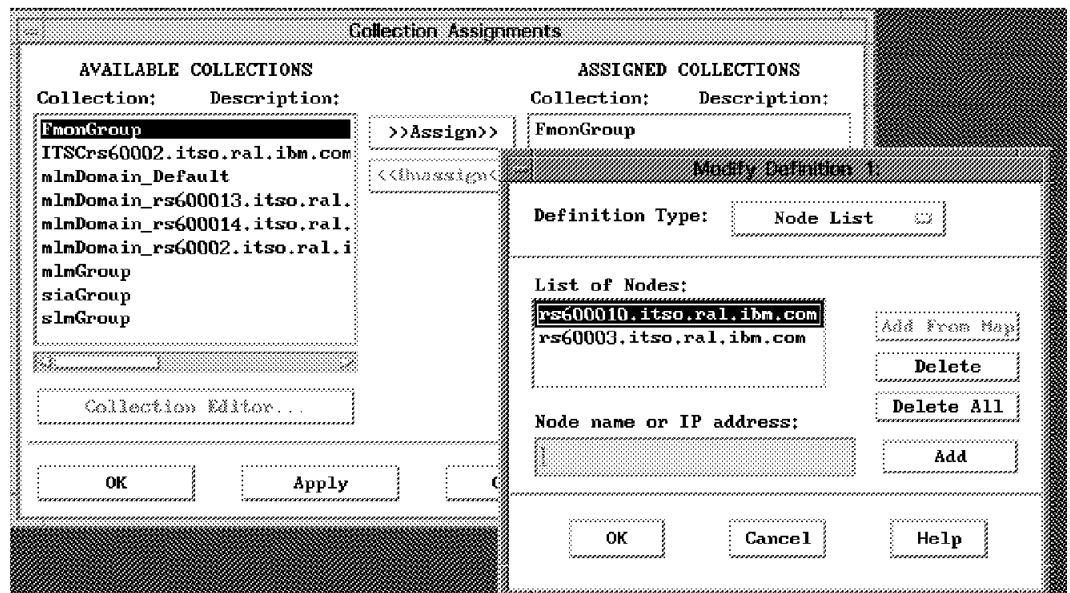 Collection Assignments
AVAILABLE COLLECTIONS
Collection: Description:
FmonGroup
ITSCrs60002.itso.ral.ibm.com
mlmDomain_Default
mlmDomain_rs600013.itso.ral.
mlmDomain_rs600014.itso.ral.
mlmDomain_rs60002.itso.ral.i
mlmGroup
siaGroup
slmGroup
Collection Editor...
>>Assign>>
<<Unassign<
ASSIGNED COLLECTIONS
Collection: Description:
FmonGroup
OK Apply C
Modify Definition 1:
Definition Type: Node List
List of Nodes:
rs600010.itso.ral.ibm.com
rs60003.itso.ral.ibm.com
Add From Map
Delete
Delete All
Node name or IP address:
Add
OK Cancel Help